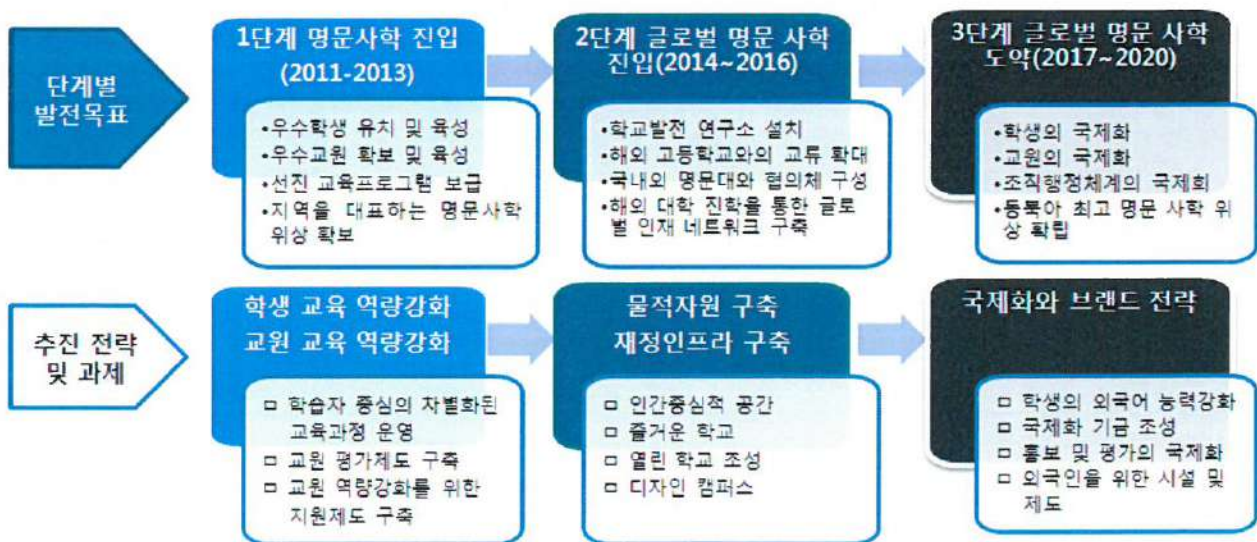 단계별
발전목표
1단계 명문사학 진입
(2011-2013)
•우수학생 유치 및 육성
•우수교원 확보 및 육성
•선진 교육프로그램 보급
•지역을 대표하는 명문사학
위상 확보
2단계 글로벌 명문 사학
진입(2014~2016)
•학교발전 연구소 설치
•해외 고등학교와의 교류 확대
•국내외 명문대와 협의체 구성
•해외 대학 진학을 통한 글로
벌 인재 네트워크 구축
3단계 글로벌 명문 사학
도약(2017~2020)
•학생의 국제화
•교원의 국제화
•조직행정체계의 국제화
•동북아 최고 명문 사학 위
상 확립
추진 전략
및 과제
학생 교육 역량강화
교원 교육 역량강화
□ 학습자 중심의 차별화된
교육과정 운영
□ 교원 평가제도 구축
□ 교원 역량강화를 위한
지원제도 구축
물적자원 구축
재정인프라 구축
□ 인간중심적 공간
□ 즐거운 학교
□ 열린 학교 조성
□ 디자인 캠퍼스
국제화와 브랜드 전략
□ 학생의 외국어 능력강화
□ 국제화 기금 조성
□ 홍보 및 평가의 국제화
□ 외국인을 위한 시설 및
제도